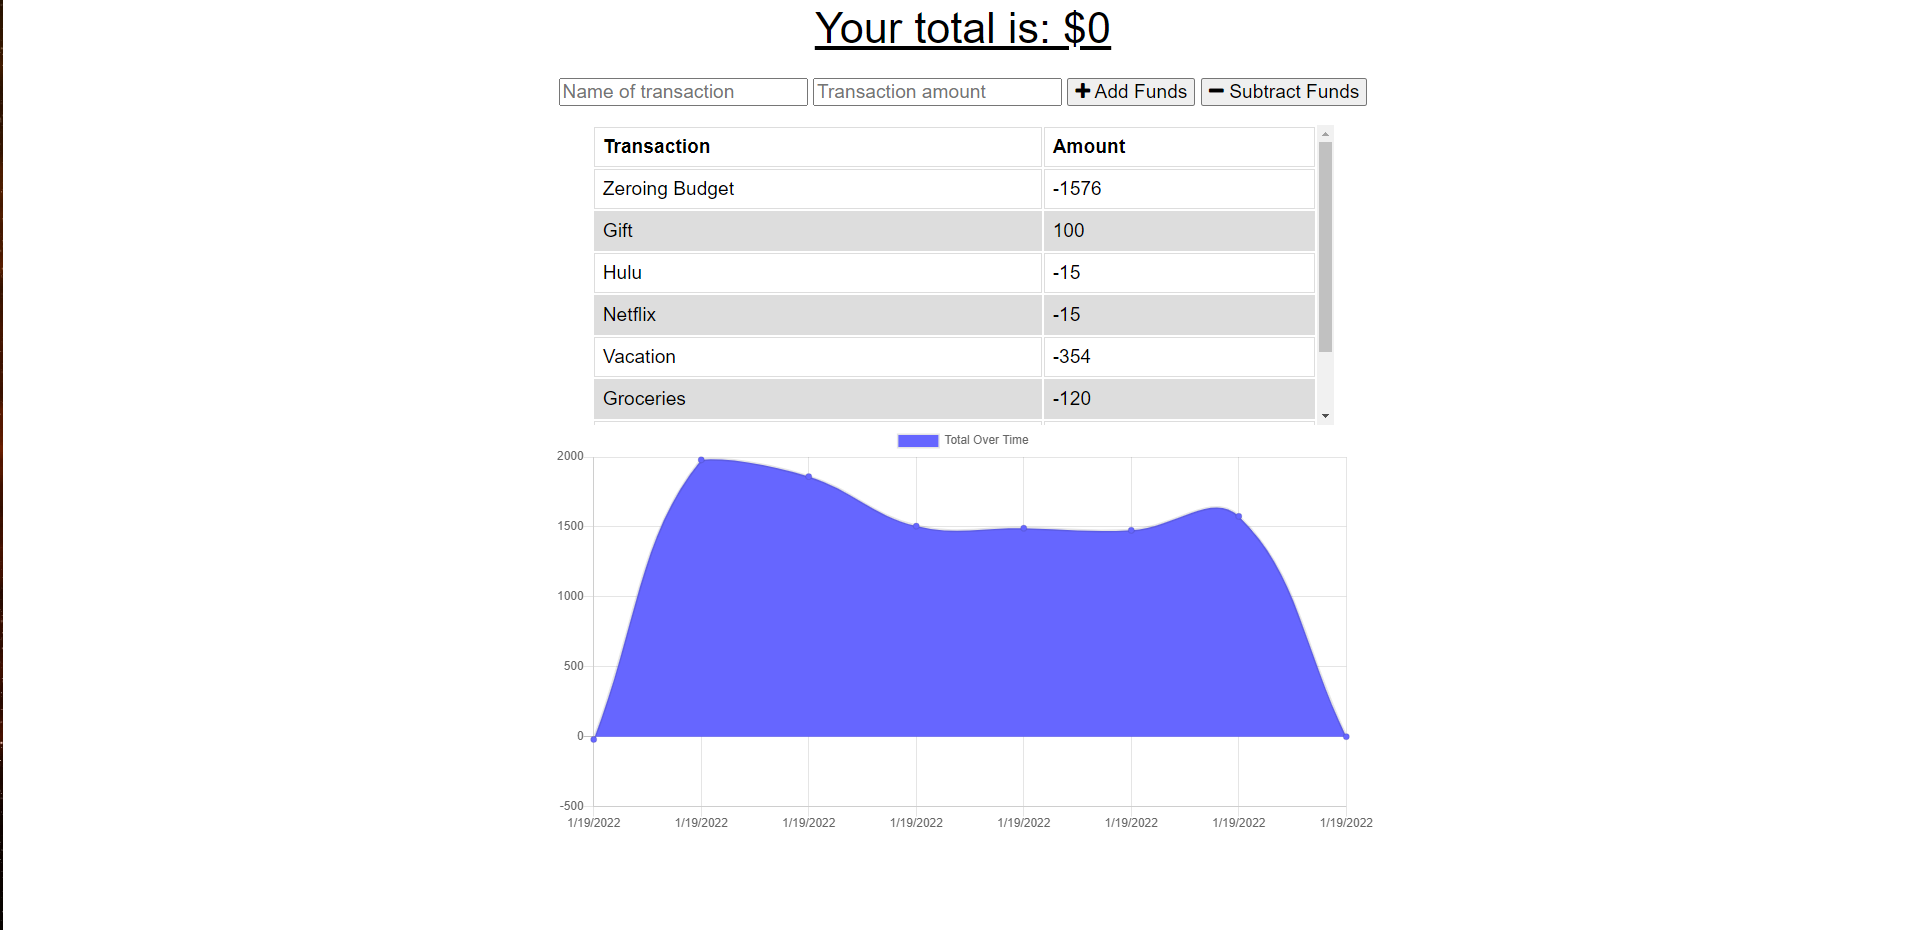 Your total is: $0
Name of transaction Transaction amount Add Funds Subtract Funds
Transaction Amount
Zeroing Budget -1576
Gift 100
Hulu -15
Netflix -15
Vacation -354
Groceries -120
Total Over Time
2000
1500
1000
500
0
-500
1/19/2022 1/19/2022 1/19/2022 1/19/2022 1/19/2022 1/19/2022 1/19/2022 1/19/2022